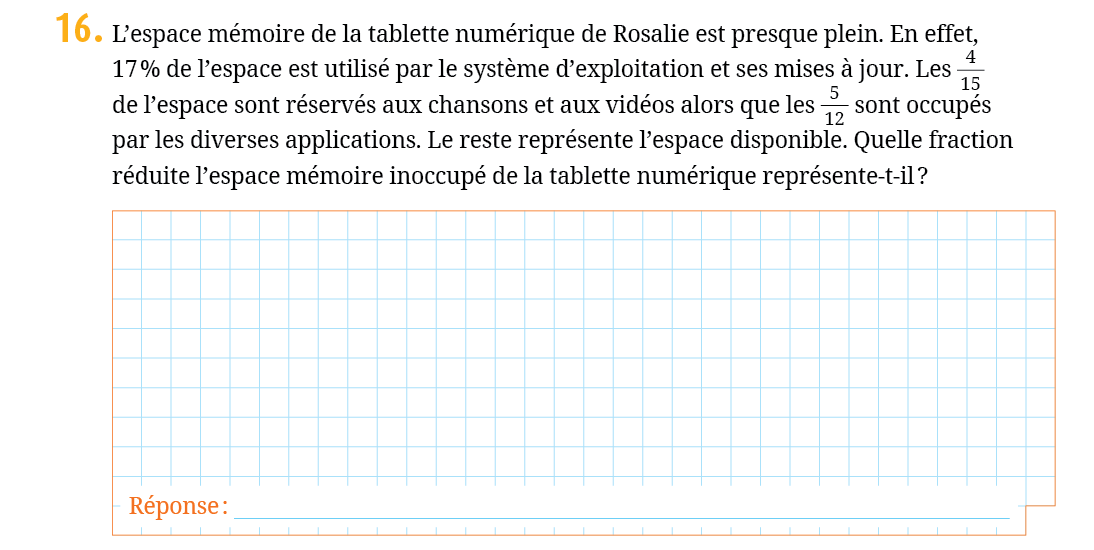 16. L’espace mémoire de la tablette numérique de Rosalie est presque plein. En effet,
17 % de l’espace est utilisé par le système d’exploitation et ses mises à jour. Les 4/15
de l’espace sont réservés aux chansons et aux vidéos alors que les 5/12 sont occupés
par les diverses applications. Le reste représente l’espace disponible. Quelle fraction
réduite l’espace mémoire inoccupé de la tablette numérique représente-t-il ?
Réponse :